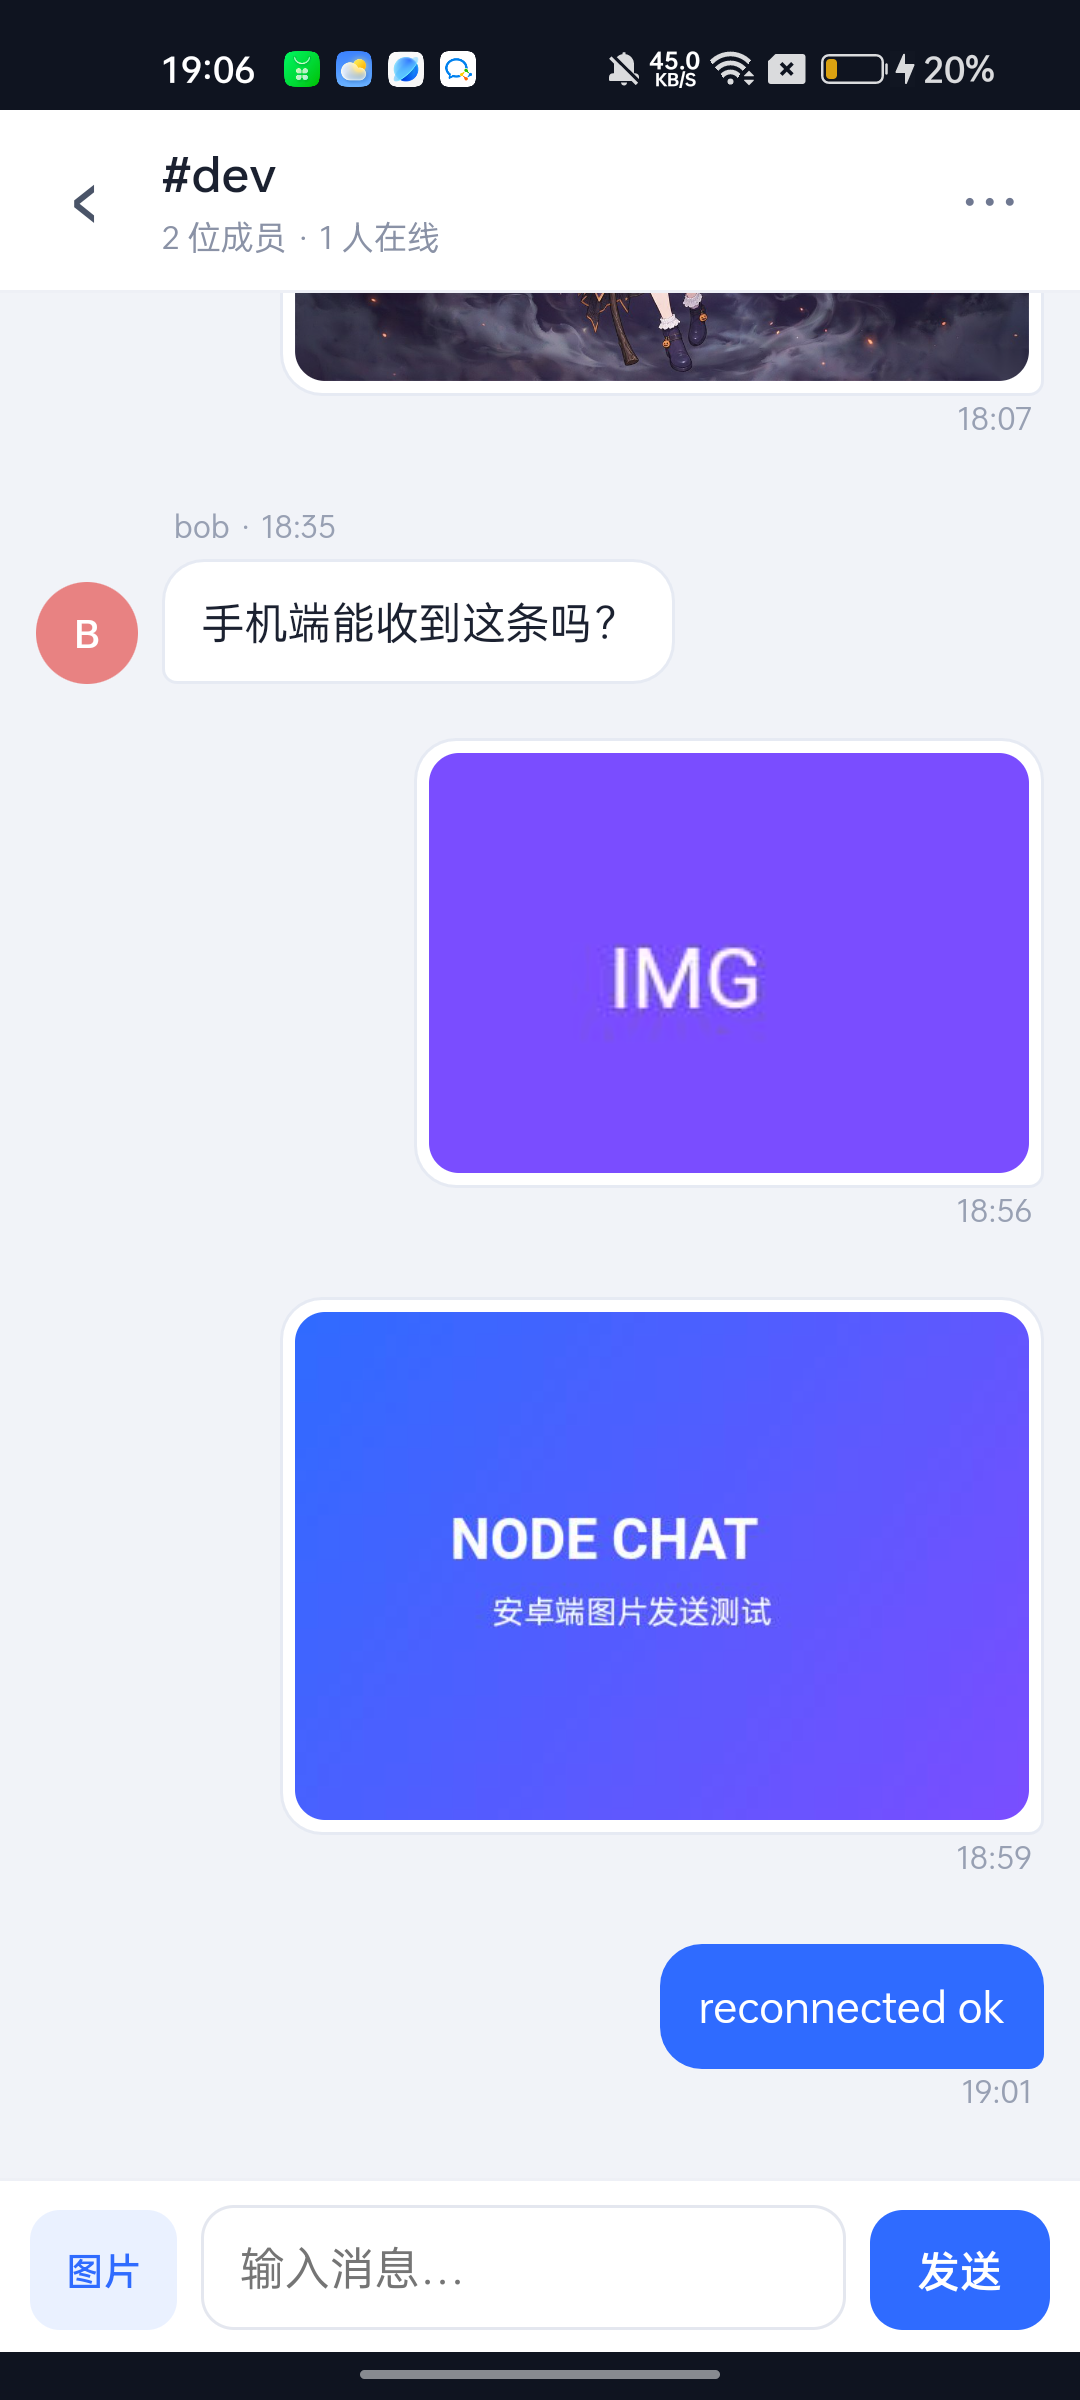 19:06 45.0 KB/S 20%
#dev
2 位成员 · 1 人在线
18:07
bob · 18:35
B
手机端能收到这条吗？
IMG
18:56
NODE CHAT
安卓端图片发送测试
18:59
reconnected ok
19:01
图片
输入消息…
发送